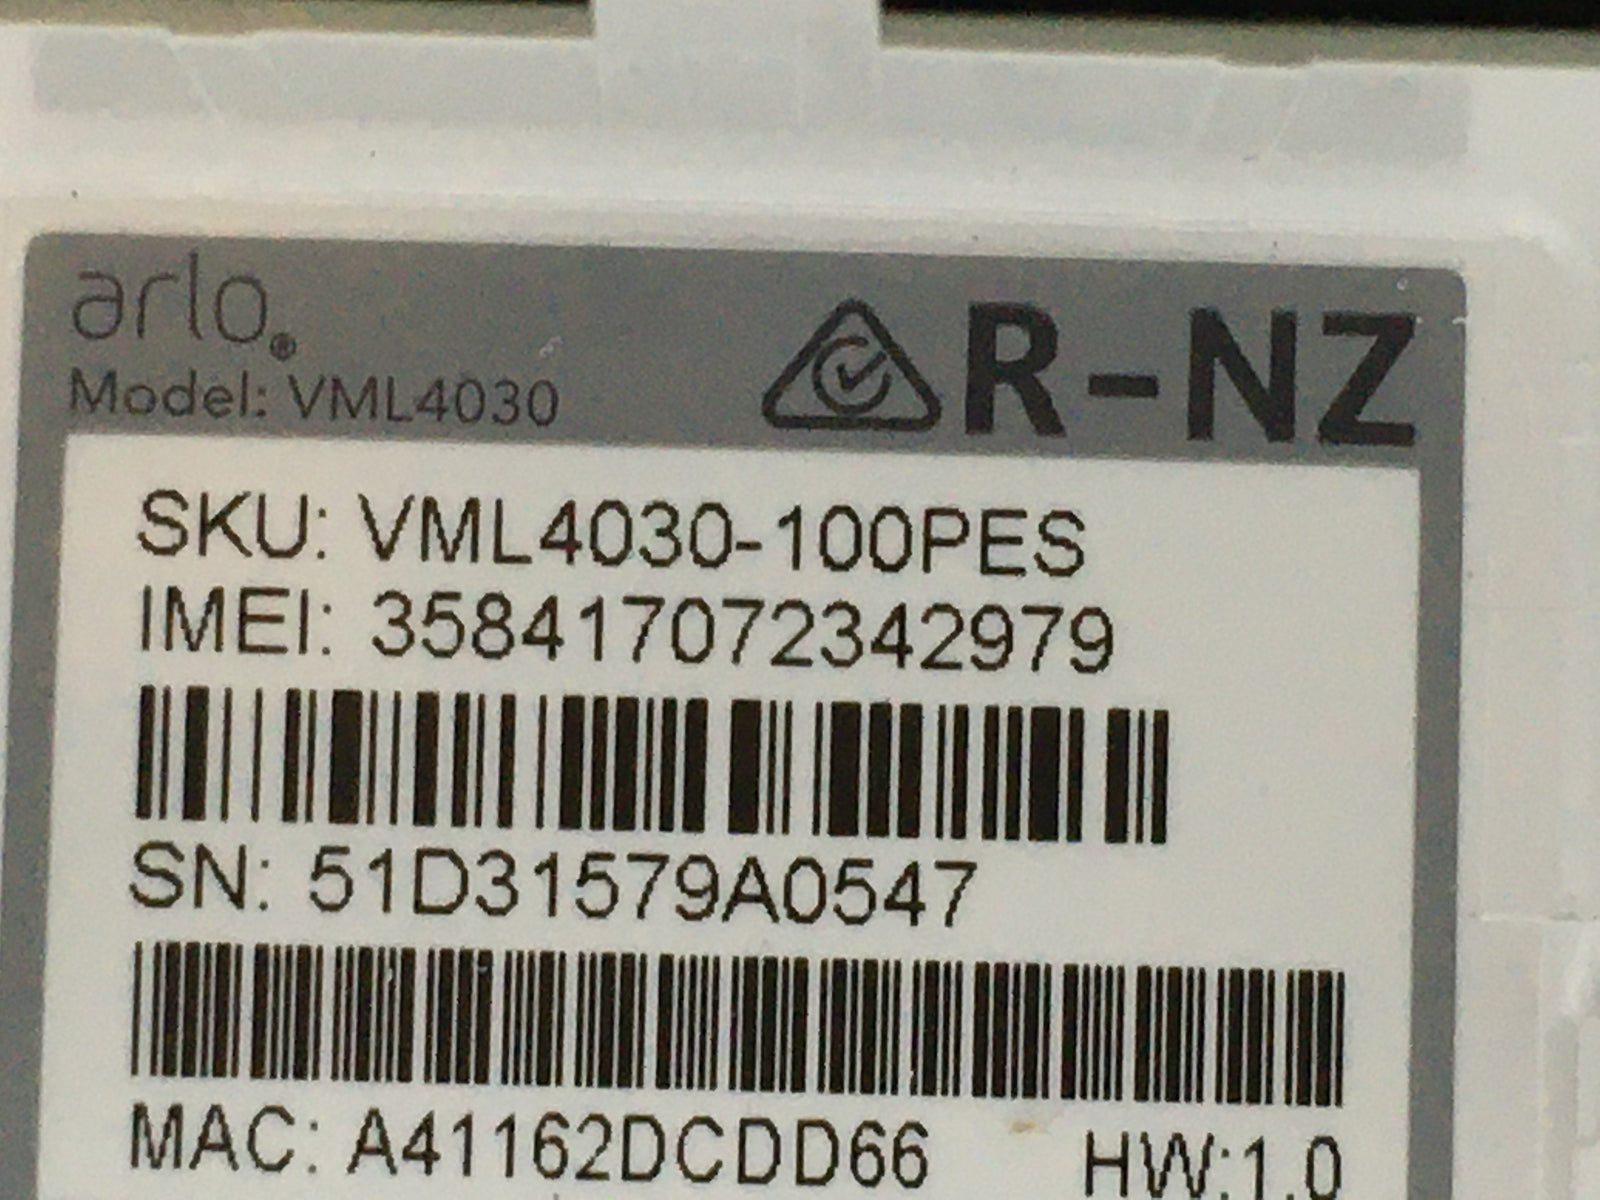 arlo®
Model: VML4030
R-NZ
SKU: VML4030-100PES
IMEI: 358417072342979
SN: 51D31579A0547
MAC: A41162DCDD66 HW:1.0